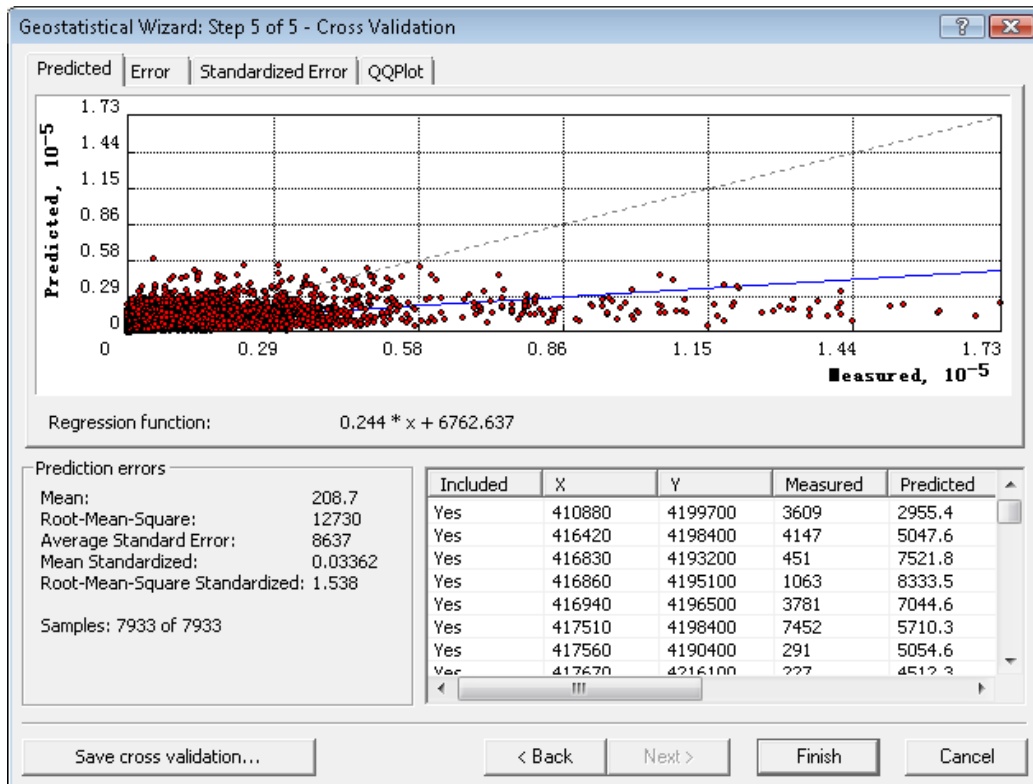 Geostatistical Wizard: Step 5 of 5 - Cross Validation
Predicted Error Standardized Error QQPlot
Predicted, 10⁻⁵
1.73
1.44
1.15
0.86
0.58
0.29
0
0 0.29 0.58 0.86 1.15 1.44 1.73
Measured, 10⁻⁵
Regression function: 0.244 * x + 6762.637
Prediction errors
Mean: 208.7
Root-Mean-Square: 12730
Average Standard Error: 8637
Mean Standardized: 0.03362
Root-Mean-Square Standardized: 1.538
Samples: 7933 of 7933
Included X Y Measured Predicted
Yes 410880 4199700 3609 2955.4
Yes 416420 4198400 4147 5047.6
Yes 416830 4193200 451 7521.8
Yes 416860 4195100 1063 8333.5
Yes 416940 4196500 3781 7044.6
Yes 417510 4198400 7452 5710.3
Yes 417560 4190400 291 5054.6
Yes 417670 4216100 227 4512.3
Save cross validation... < Back Next > Finish Cancel